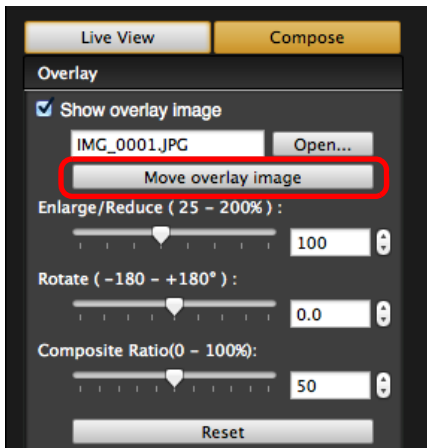 Live View Compose
Overlay
Show overlay image
IMG_0001.JPG Open...
Move overlay image
Enlarge/Reduce ( 25 – 200% ) :
100
Rotate ( -180 – +180° ) :
0.0
Composite Ratio(0 – 100%):
50
Reset